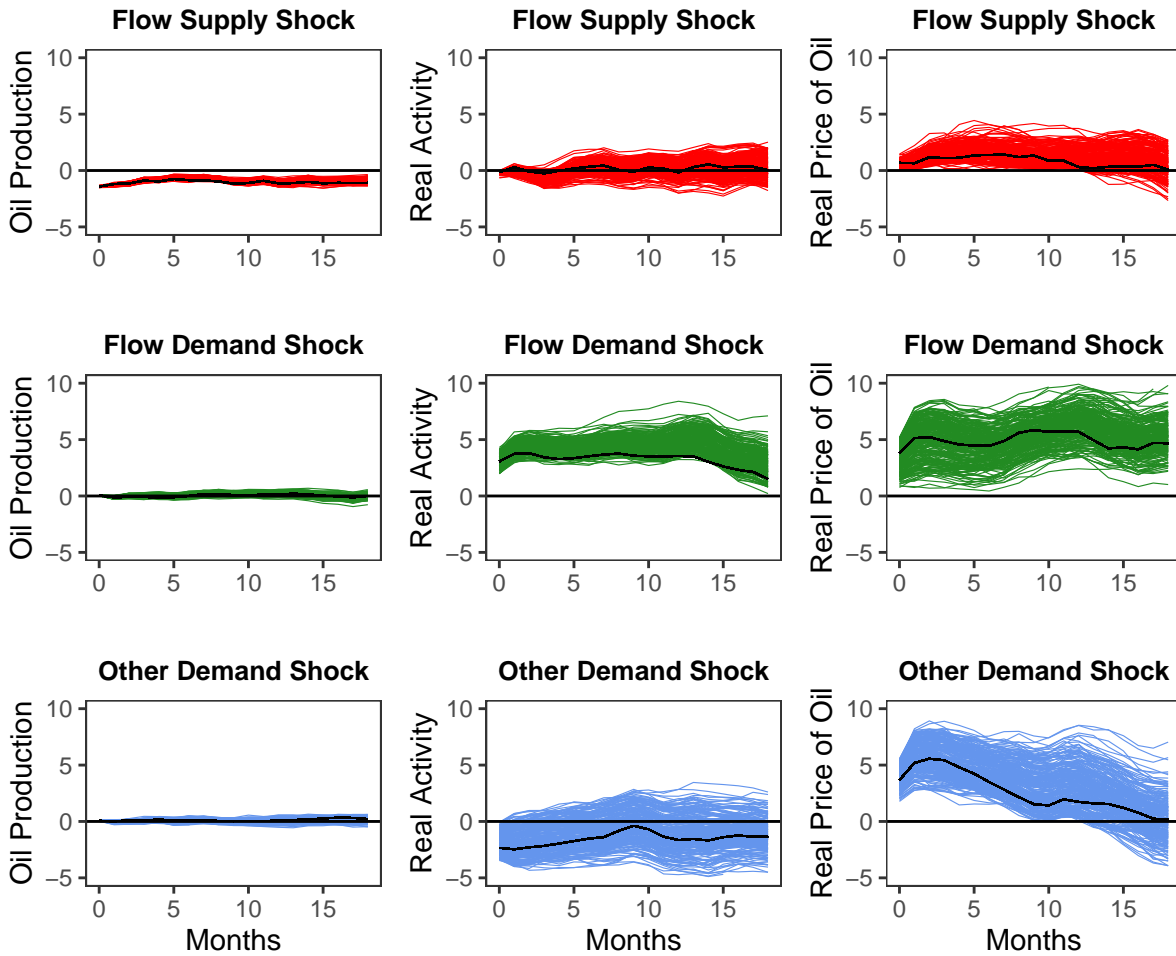 Flow Supply Shock
Flow Supply Shock
Flow Supply Shock
Oil Production
10
5
0
−5
0 5 10 15
Real Activity
10
5
0
−5
0 5 10 15
Real Price of Oil
10
5
0
−5
0 5 10 15
Flow Demand Shock
Flow Demand Shock
Flow Demand Shock
Oil Production
10
5
0
−5
0 5 10 15
Real Activity
10
5
0
−5
0 5 10 15
Real Price of Oil
10
5
0
−5
0 5 10 15
Other Demand Shock
Other Demand Shock
Other Demand Shock
Oil Production
10
5
0
−5
0 5 10 15
Months
Real Activity
10
5
0
−5
0 5 10 15
Months
Real Price of Oil
10
5
0
−5
0 5 10 15
Months